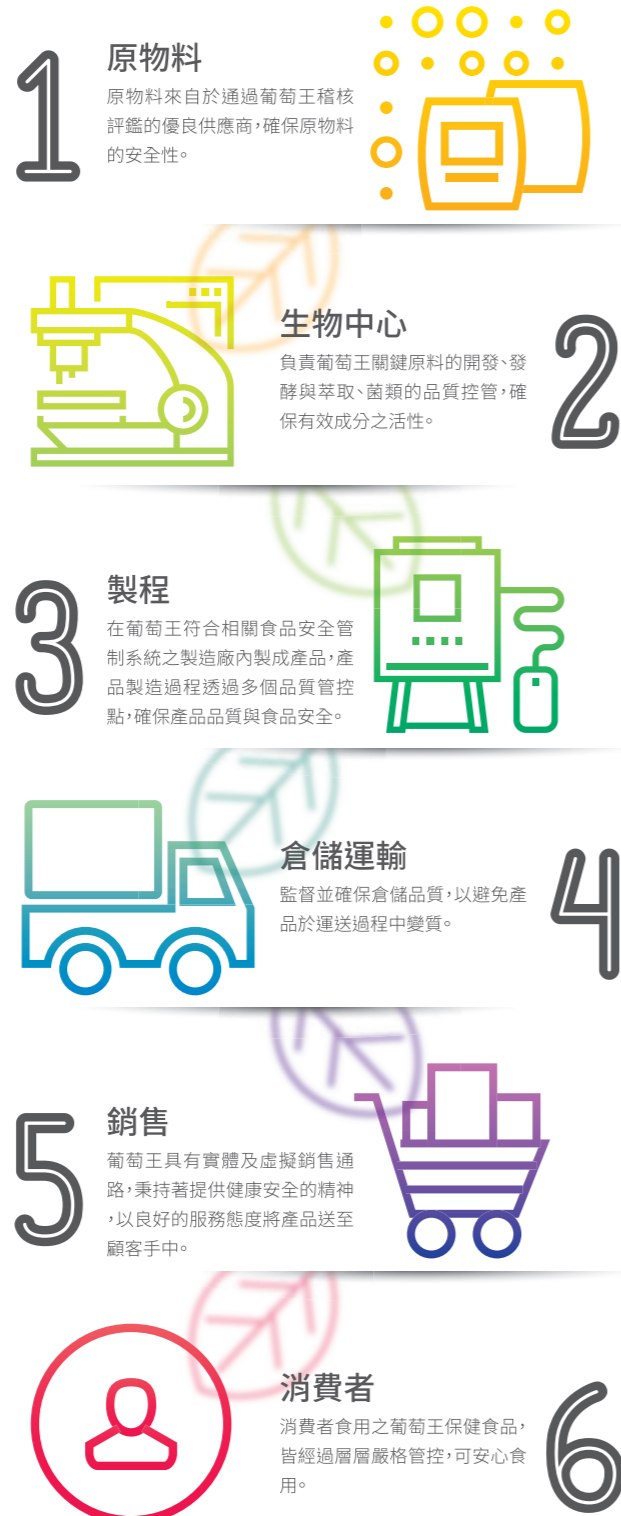 1
原物料
原物料來自於通過葡萄王稽核
評鑑的優良供應商，確保原物料
的安全性。
生物中心
負責葡萄王關鍵原料的開發、發
酵與萃取、菌類的品質控管，確
保有效成分之活性。
2
3
製程
在葡萄王符合相關食品安全管
制系統之製造廠內製成產品，產
品製造過程透過多個品質管控
點，確保產品品質與食品安全。
倉儲運輸
監督並確保倉儲品質，以避免產
品於運送過程中變質。
4
5
銷售
葡萄王具有實體及虛擬銷售通
路，秉持著提供健康安全的精神
，以良好的服務態度將產品送至
顧客手中。
消費者
消費者食用之葡萄王保健食品，
皆經過層層嚴格管控，可安心食
用。
6